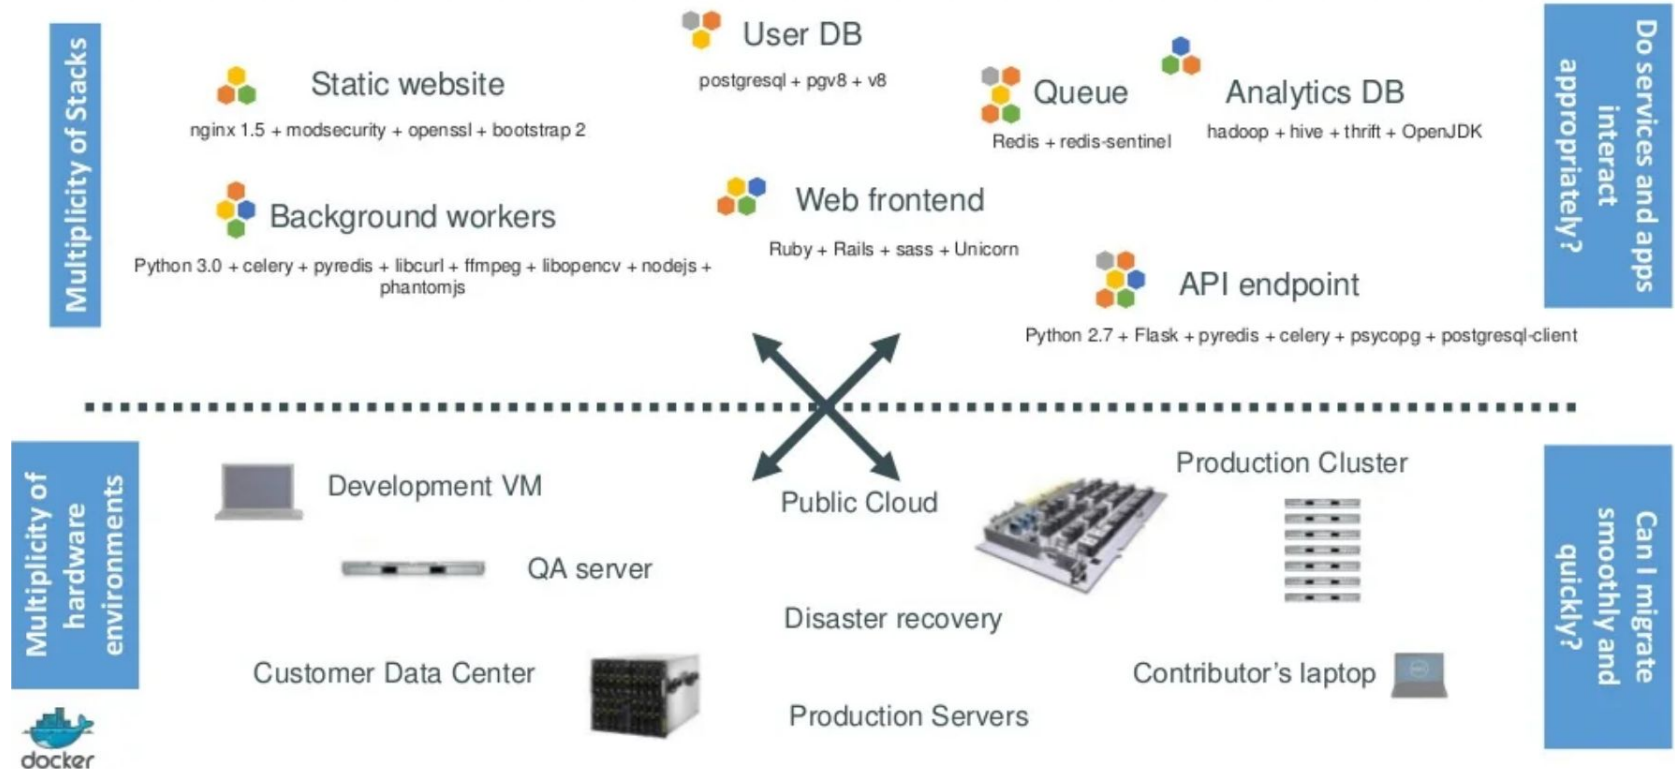 Multiplicity of Stacks
Static website
nginx 1.5 + modsecurity + openssl + bootstrap 2
Background workers
Python 3.0 + celery + pyredis + libcurl + ffmpeg + libopencv + nodejs +
phantomjs
User DB
postgresql + pgv8 + v8
Web frontend
Ruby + Rails + sass + Unicorn
Queue
Redis + redis-sentinel
Analytics DB
hadoop + hive + thrift + OpenJDK
API endpoint
Python 2.7 + Flask + pyredis + celery + psycopg + postgresql-client
Do services and apps
interact
appropriately?
Multiplicity of
hardware
environments
Development VM
QA server
Customer Data Center
Public Cloud
Disaster recovery
Production Servers
Production Cluster
Contributor’s laptop
Can I migrate
smoothly and
quickly?
docker